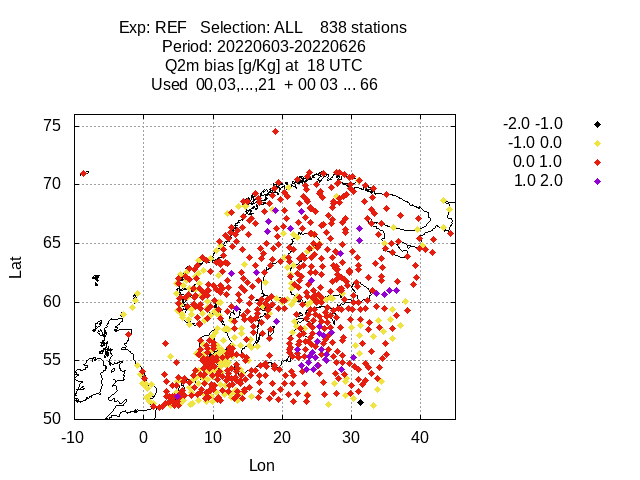 Exp: REF   Selection: ALL    838 stations
Period: 20220603-20220626
Q2m bias [g/Kg] at  18 UTC
Used  00,03,...,21  + 00 03 ... 66
-2.0 -1.0
-1.0 0.0
0.0 1.0
1.0 2.0
75
70
65
60
55
50
Lat
-10 0 10 20 30 40
Lon